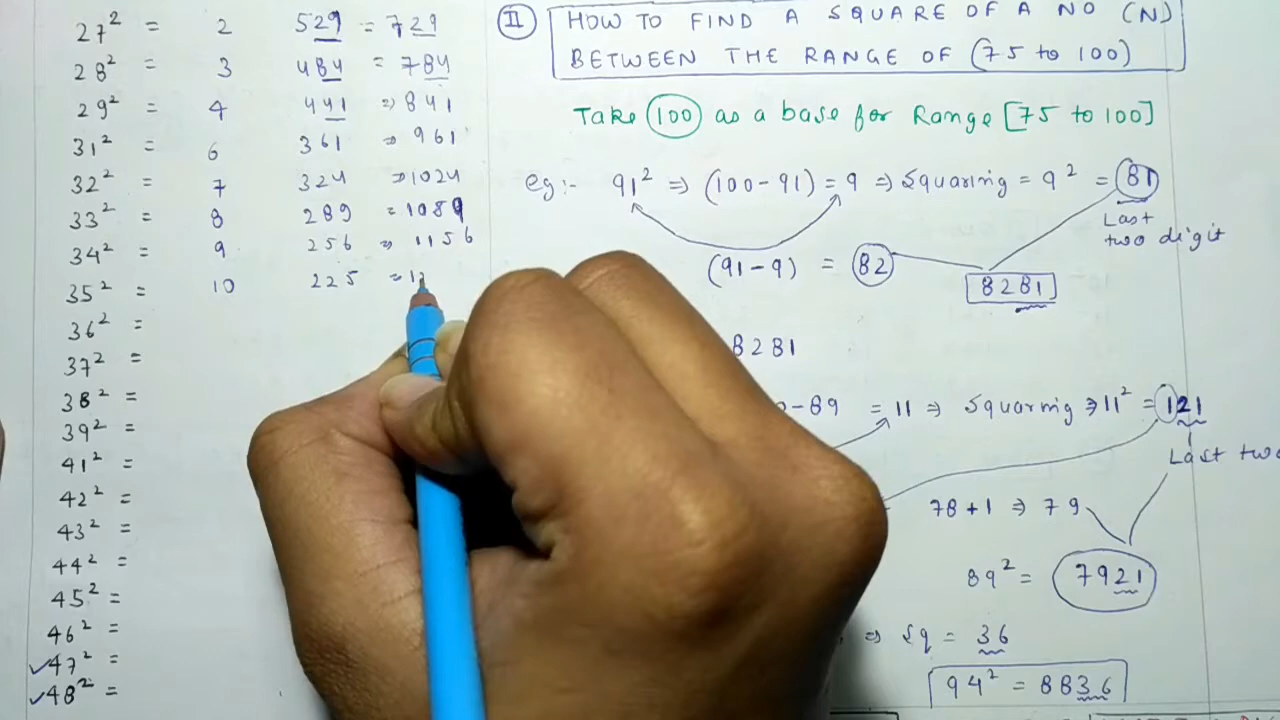 27² = 2 529 = 729
28² = 3 484 = 784
29² = 4 441 ⇒ 841
31² = 6 361 ⇒ 961
32² = 7 324 ⇒ 1024
33² = 8 289 = 1089
34² = 9 256 ⇒ 1156
35² = 10 225 = 12
36² =
37² =
38² =
39² =
41² =
42² =
43² =
44² =
45² =
46² =
✓47² =
✓48² =
II HOW TO FIND A SQUARE OF A NO (N)
BETWEEN THE RANGE OF (75 to 100)
Take 100 as a base for Range [75 to 100]
eg:- 91² ⇒ (100-91) = 9 ⇒ Squaring = 9² = 81
Last
two digit
(91-9) = 82
8281
8281
-89 = 11 ⇒ Squaring ⇒ 11² = 121
Last two
78+1 ⇒ 79
89² = 7921
⇒ Sq = 36
94² = 8836